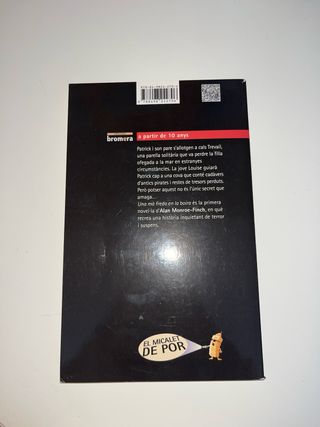 bromera
a partir de 10 anys
Patrick i son pare s'allotgen a cals Trevail,
una parella solitària que va perdre la filla
ofegada a la mar en estranyes
circumstàncies. La jove Louise guiarà
Patrick cap a una cova que conté cadàvers
d'antics pirates i restes de tresors perduts.
Però potser aquest no és l'únic secret que
amaga...
Una mà freda en la boira és la primera
novel·la d'Alan Monroe-Finch, en què
recrea una història inquietant de terror
i suspens.
EL MICALET
DE POR